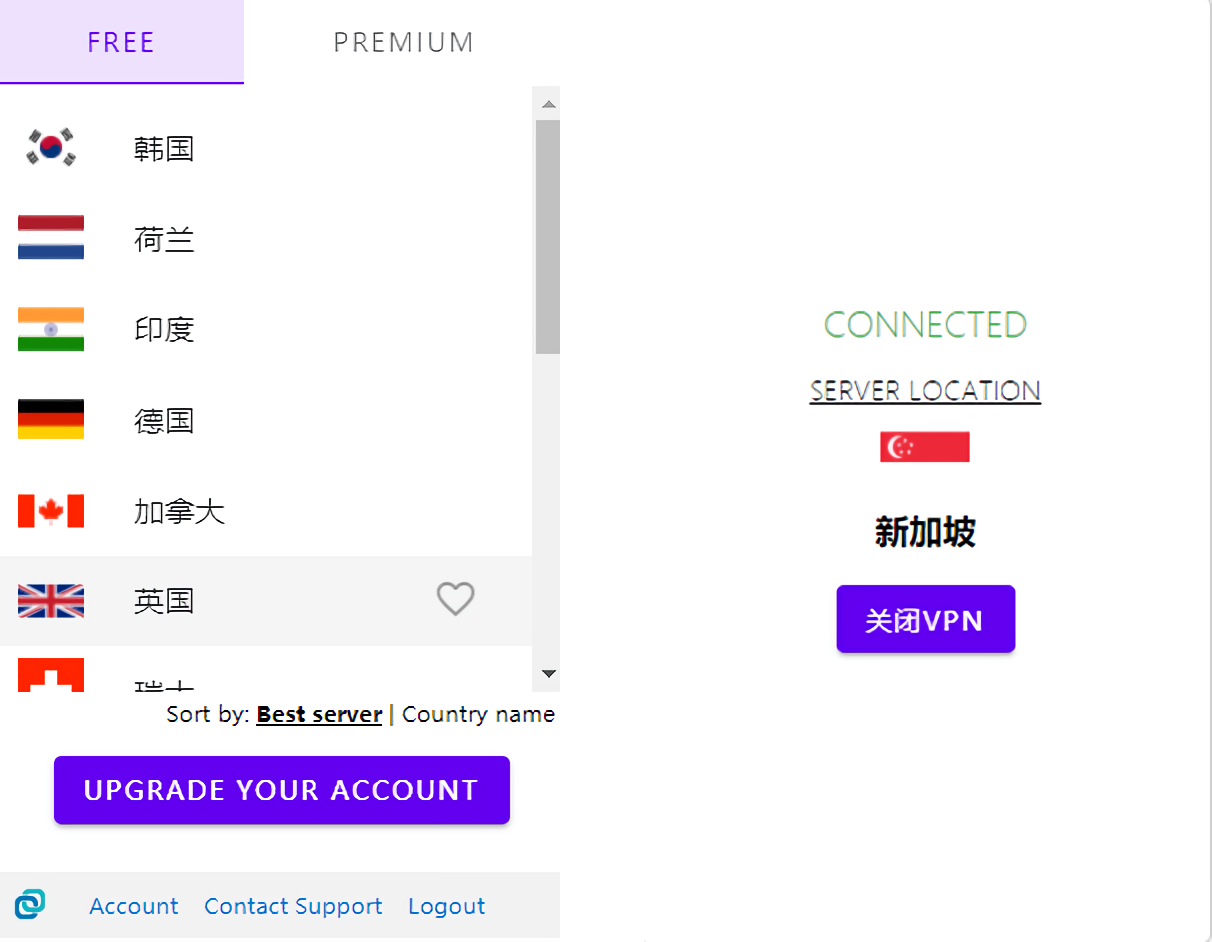 FREE
PREMIUM
韩国
荷兰
印度
德国
加拿大
英国
Sort by: Best server | Country name
UPGRADE YOUR ACCOUNT
Account Contact Support Logout
CONNECTED
SERVER LOCATION
新加坡
关闭VPN